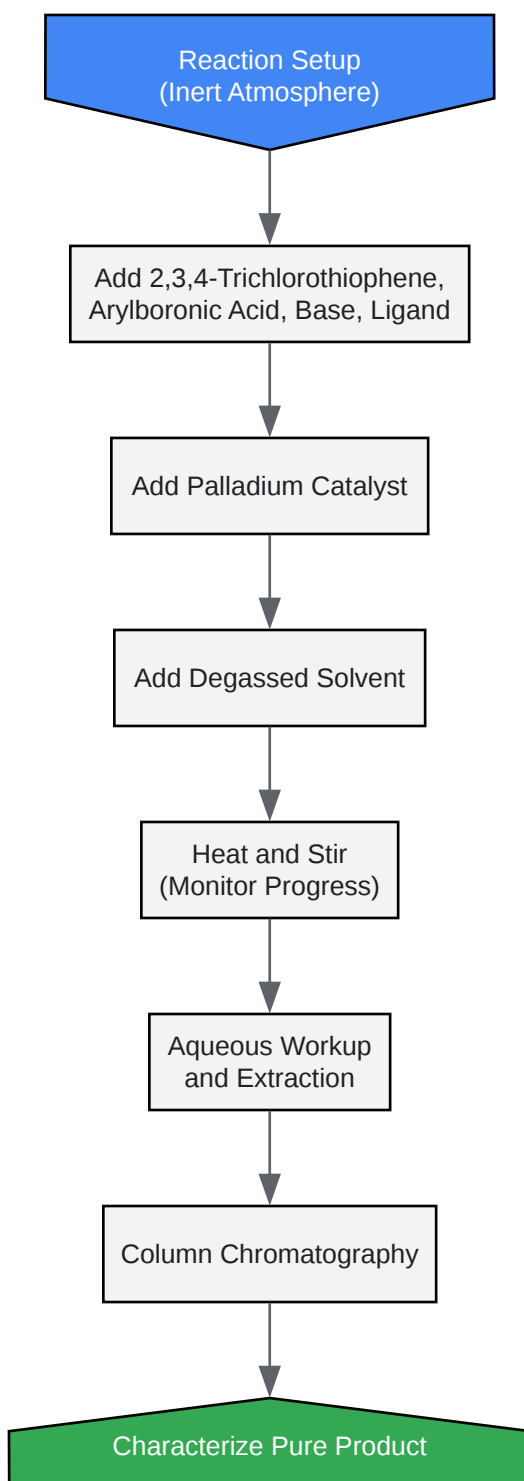 Reaction Setup
(Inert Atmosphere)
Add 2,3,4-Trichlorothiophene,
Arylboronic Acid, Base, Ligand
Add Palladium Catalyst
Add Degassed Solvent
Heat and Stir
(Monitor Progress)
Aqueous Workup
and Extraction
Column Chromatography
Characterize Pure Product